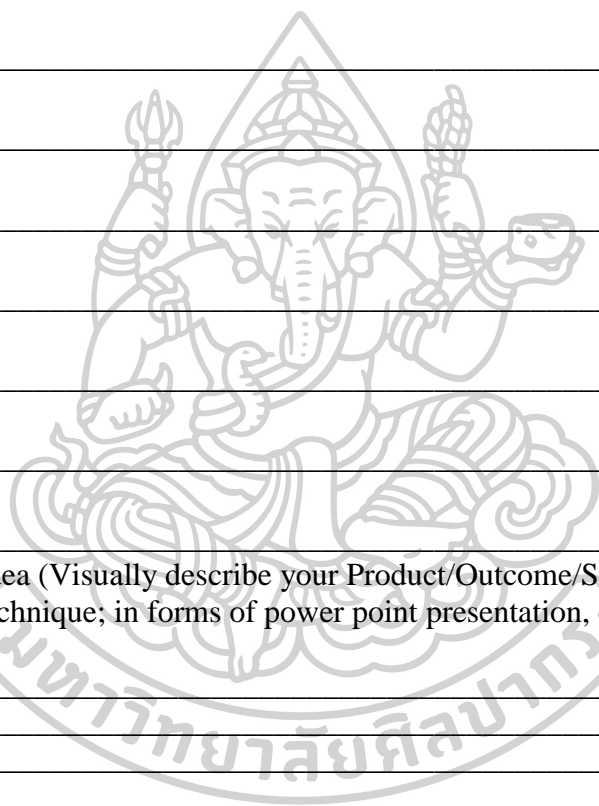 ea (Visually describe your Product/Outcome/S
chnique; in forms of power point presentation,
มหาวิทยาลัยศิลปากร